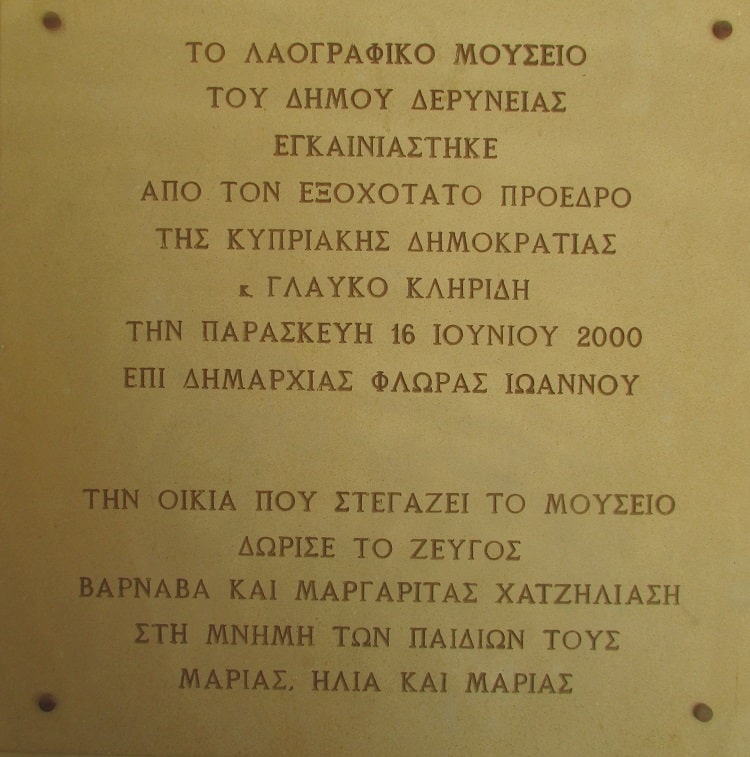 ΤΟ ΛΑΟΓΡΑΦΙΚΟ ΜΟΥΣΕΙΟ
ΤΟΥ ΔΗΜΟΥ ΔΕΡΥΝΕΙΑΣ
ΕΓΚΑΙΝΙΑΣΤΗΚΕ
ΑΠΟ ΤΟΝ ΕΞΟΧΟΤΑΤΟ ΠΡΟΕΔΡΟ
ΤΗΣ ΚΥΠΡΙΑΚΗΣ ΔΗΜΟΚΡΑΤΙΑΣ
κ. ΓΛΑΥΚΟ ΚΛΗΡΙΔΗ
ΤΗΝ ΠΑΡΑΣΚΕΥΗ 16 ΙΟΥΝΙΟΥ 2000
ΕΠΙ ΔΗΜΑΡΧΙΑΣ ΦΛΩΡΑΣ ΙΩΑΝΝΟΥ
ΤΗΝ ΟΙΚΙΑ ΠΟΥ ΣΤΕΓΑΖΕΙ ΤΟ ΜΟΥΣΕΙΟ
ΔΩΡΙΣΕ ΤΟ ΖΕΥΓΟΣ
ΒΑΡΝΑΒΑ ΚΑΙ ΜΑΡΓΑΡΙΤΑΣ ΧΑΤΖΗΛΙΑΣΗ
ΣΤΗ ΜΝΗΜΗ ΤΩΝ ΠΑΙΔΙΩΝ ΤΟΥΣ
ΜΑΡΙΑΣ, ΗΛΙΑ ΚΑΙ ΜΑΡΙΑΣ